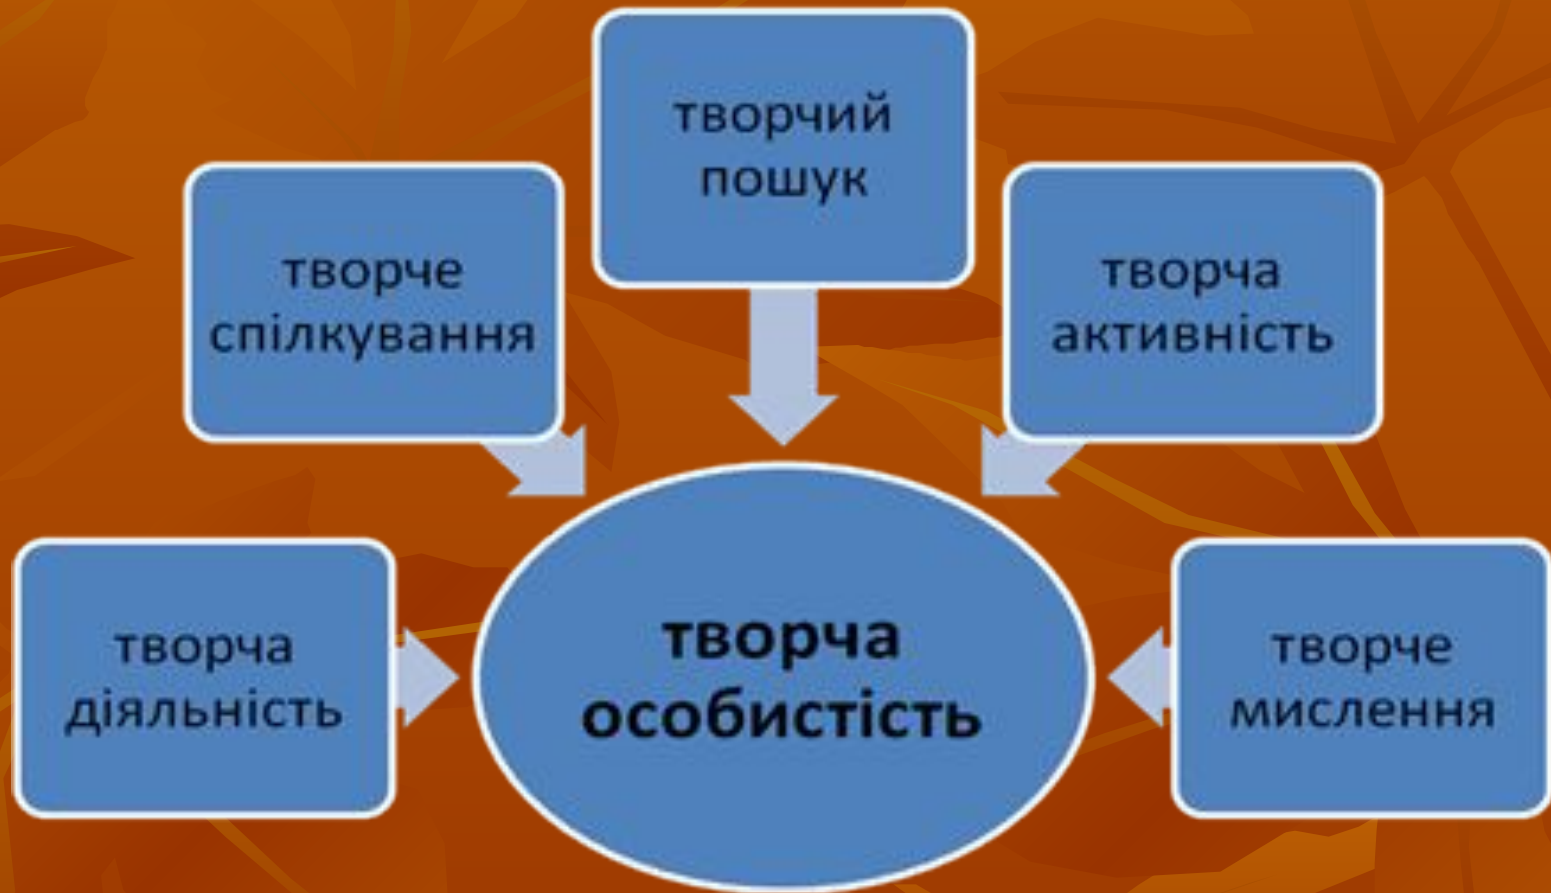 творчий
пошук
творче
спілкування
творча
активність
творча
діяльність
творча
особистість
творче
мислення